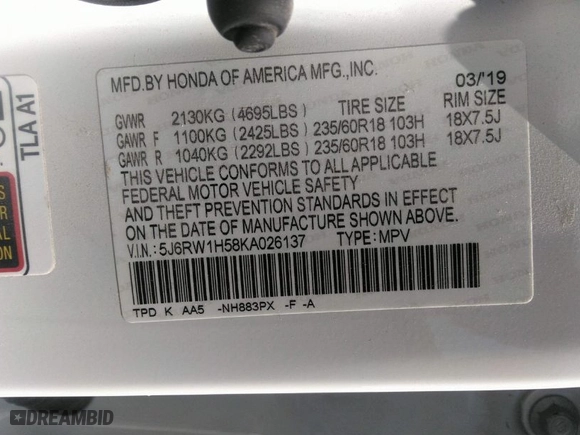 MFD.BY HONDA OF AMERICA MFG.,INC. 03/'19
GVWR 2130KG (4695LBS) TIRE SIZE RIM SIZE
GAWR F 1100KG (2425LBS) 235/60R18 103H 18X7.5J
GAWR R 1040KG (2292LBS) 235/60R18 103H 18X7.5J
THIS VEHICLE CONFORMS TO ALL APPLICABLE
FEDERAL MOTOR VEHICLE SAFETY
AND THEFT PREVENTION STANDARDS IN EFFECT
ON THE DATE OF MANUFACTURE SHOWN ABOVE.
V.I.N.: 5J6RW1H58KA026137 TYPE: MPV
TPD K AA5 -NH883PX -F -A
TLA A1
DREAMBID